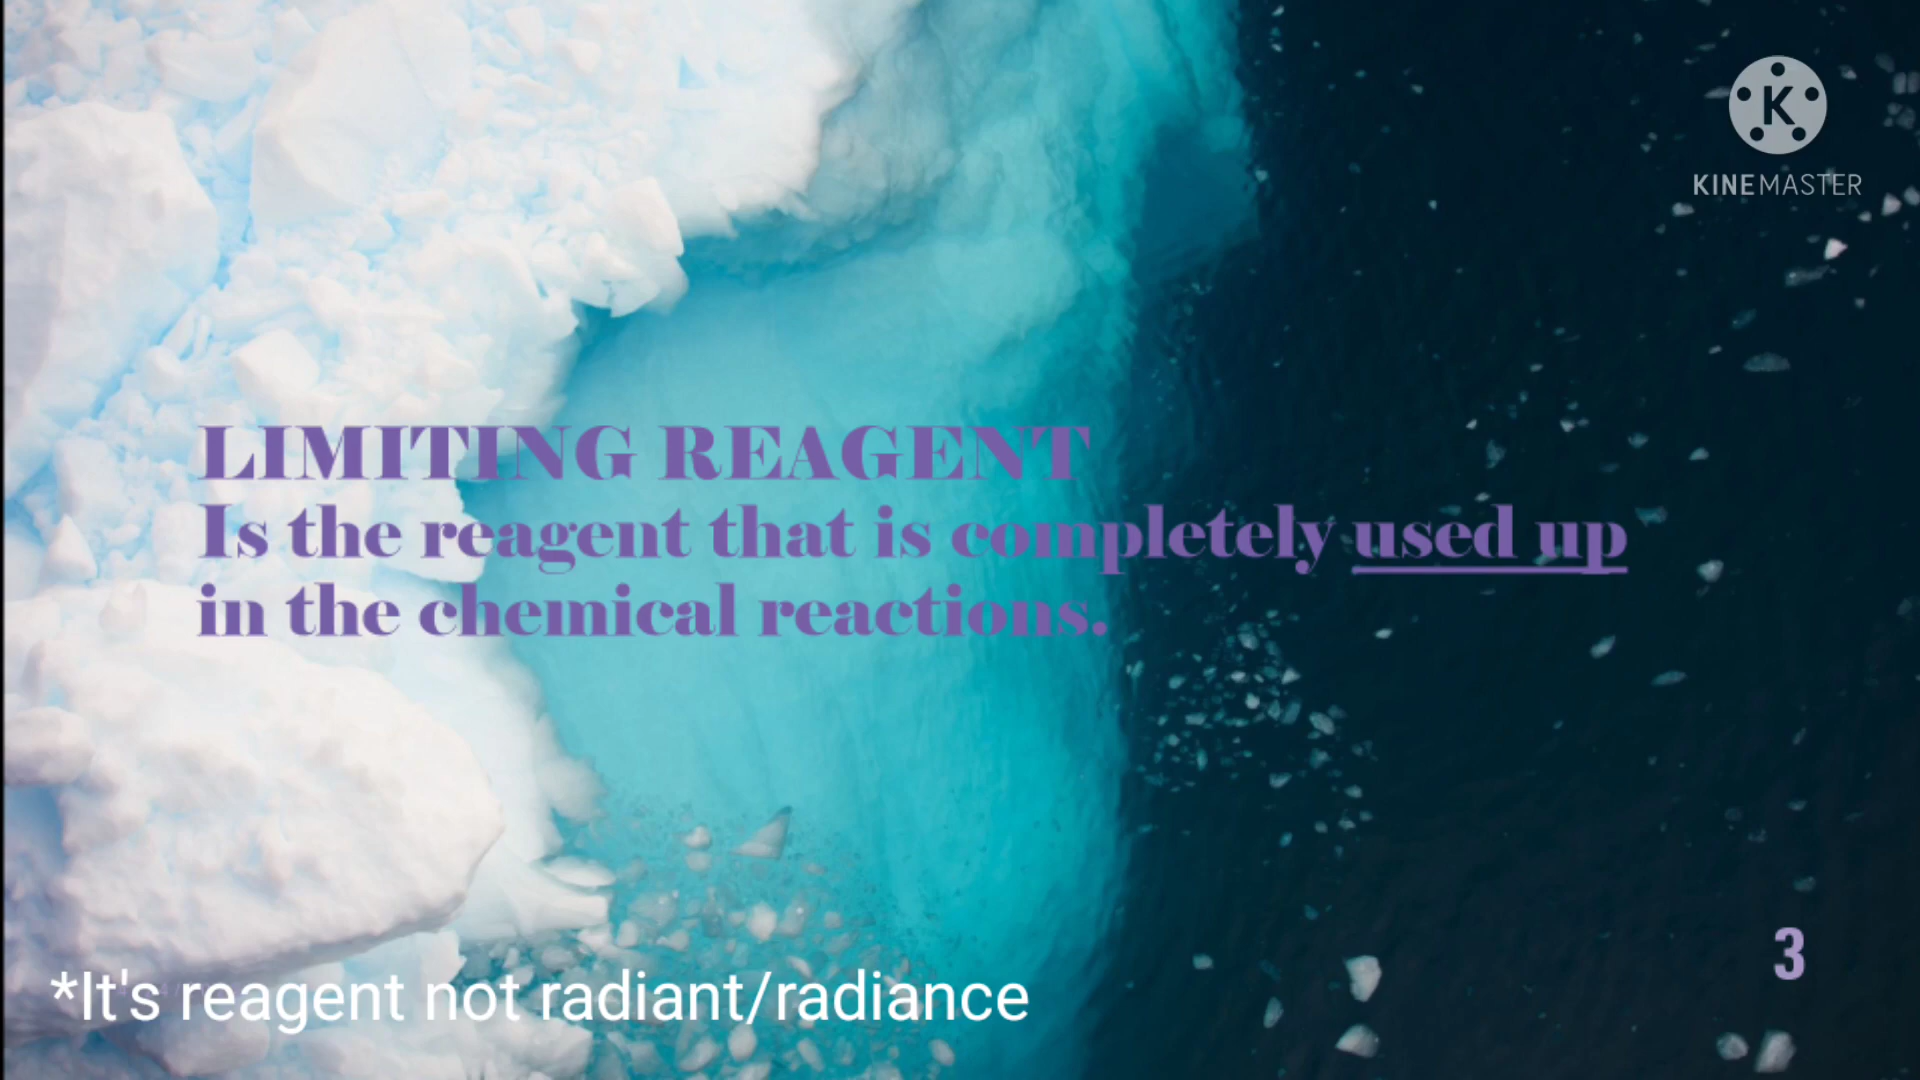 K
KINEMASTER
LIMITING REAGENT
Is the reagent that is completely used up
in the chemical reactions.
3
*It's reagent not radiant/radiance